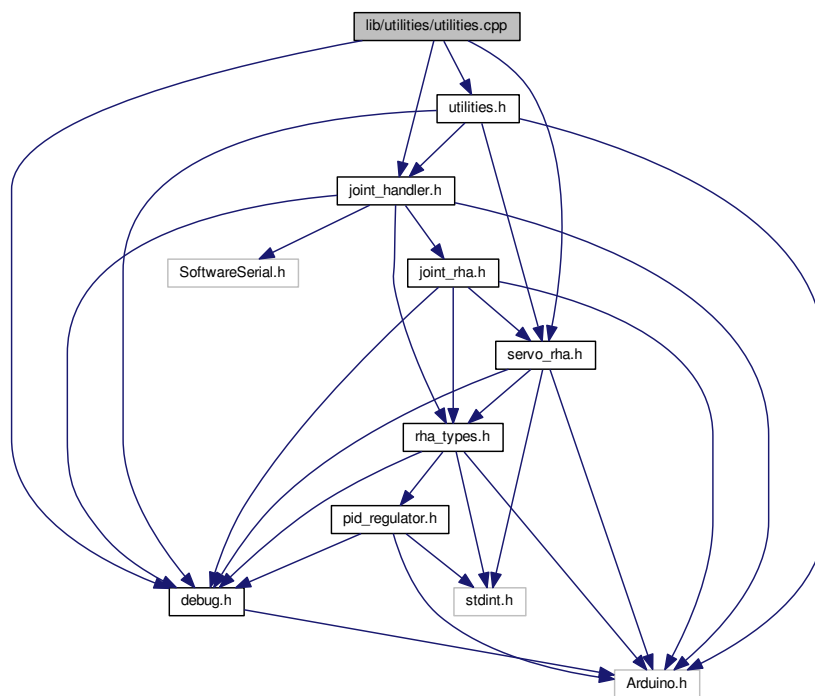 lib/utilities/utilities.cpp
utilities.h
joint_handler.h
SoftwareSerial.h
joint_rha.h
servo_rha.h
rha_types.h
pid_regulator.h
debug.h
stdint.h
Arduino.h